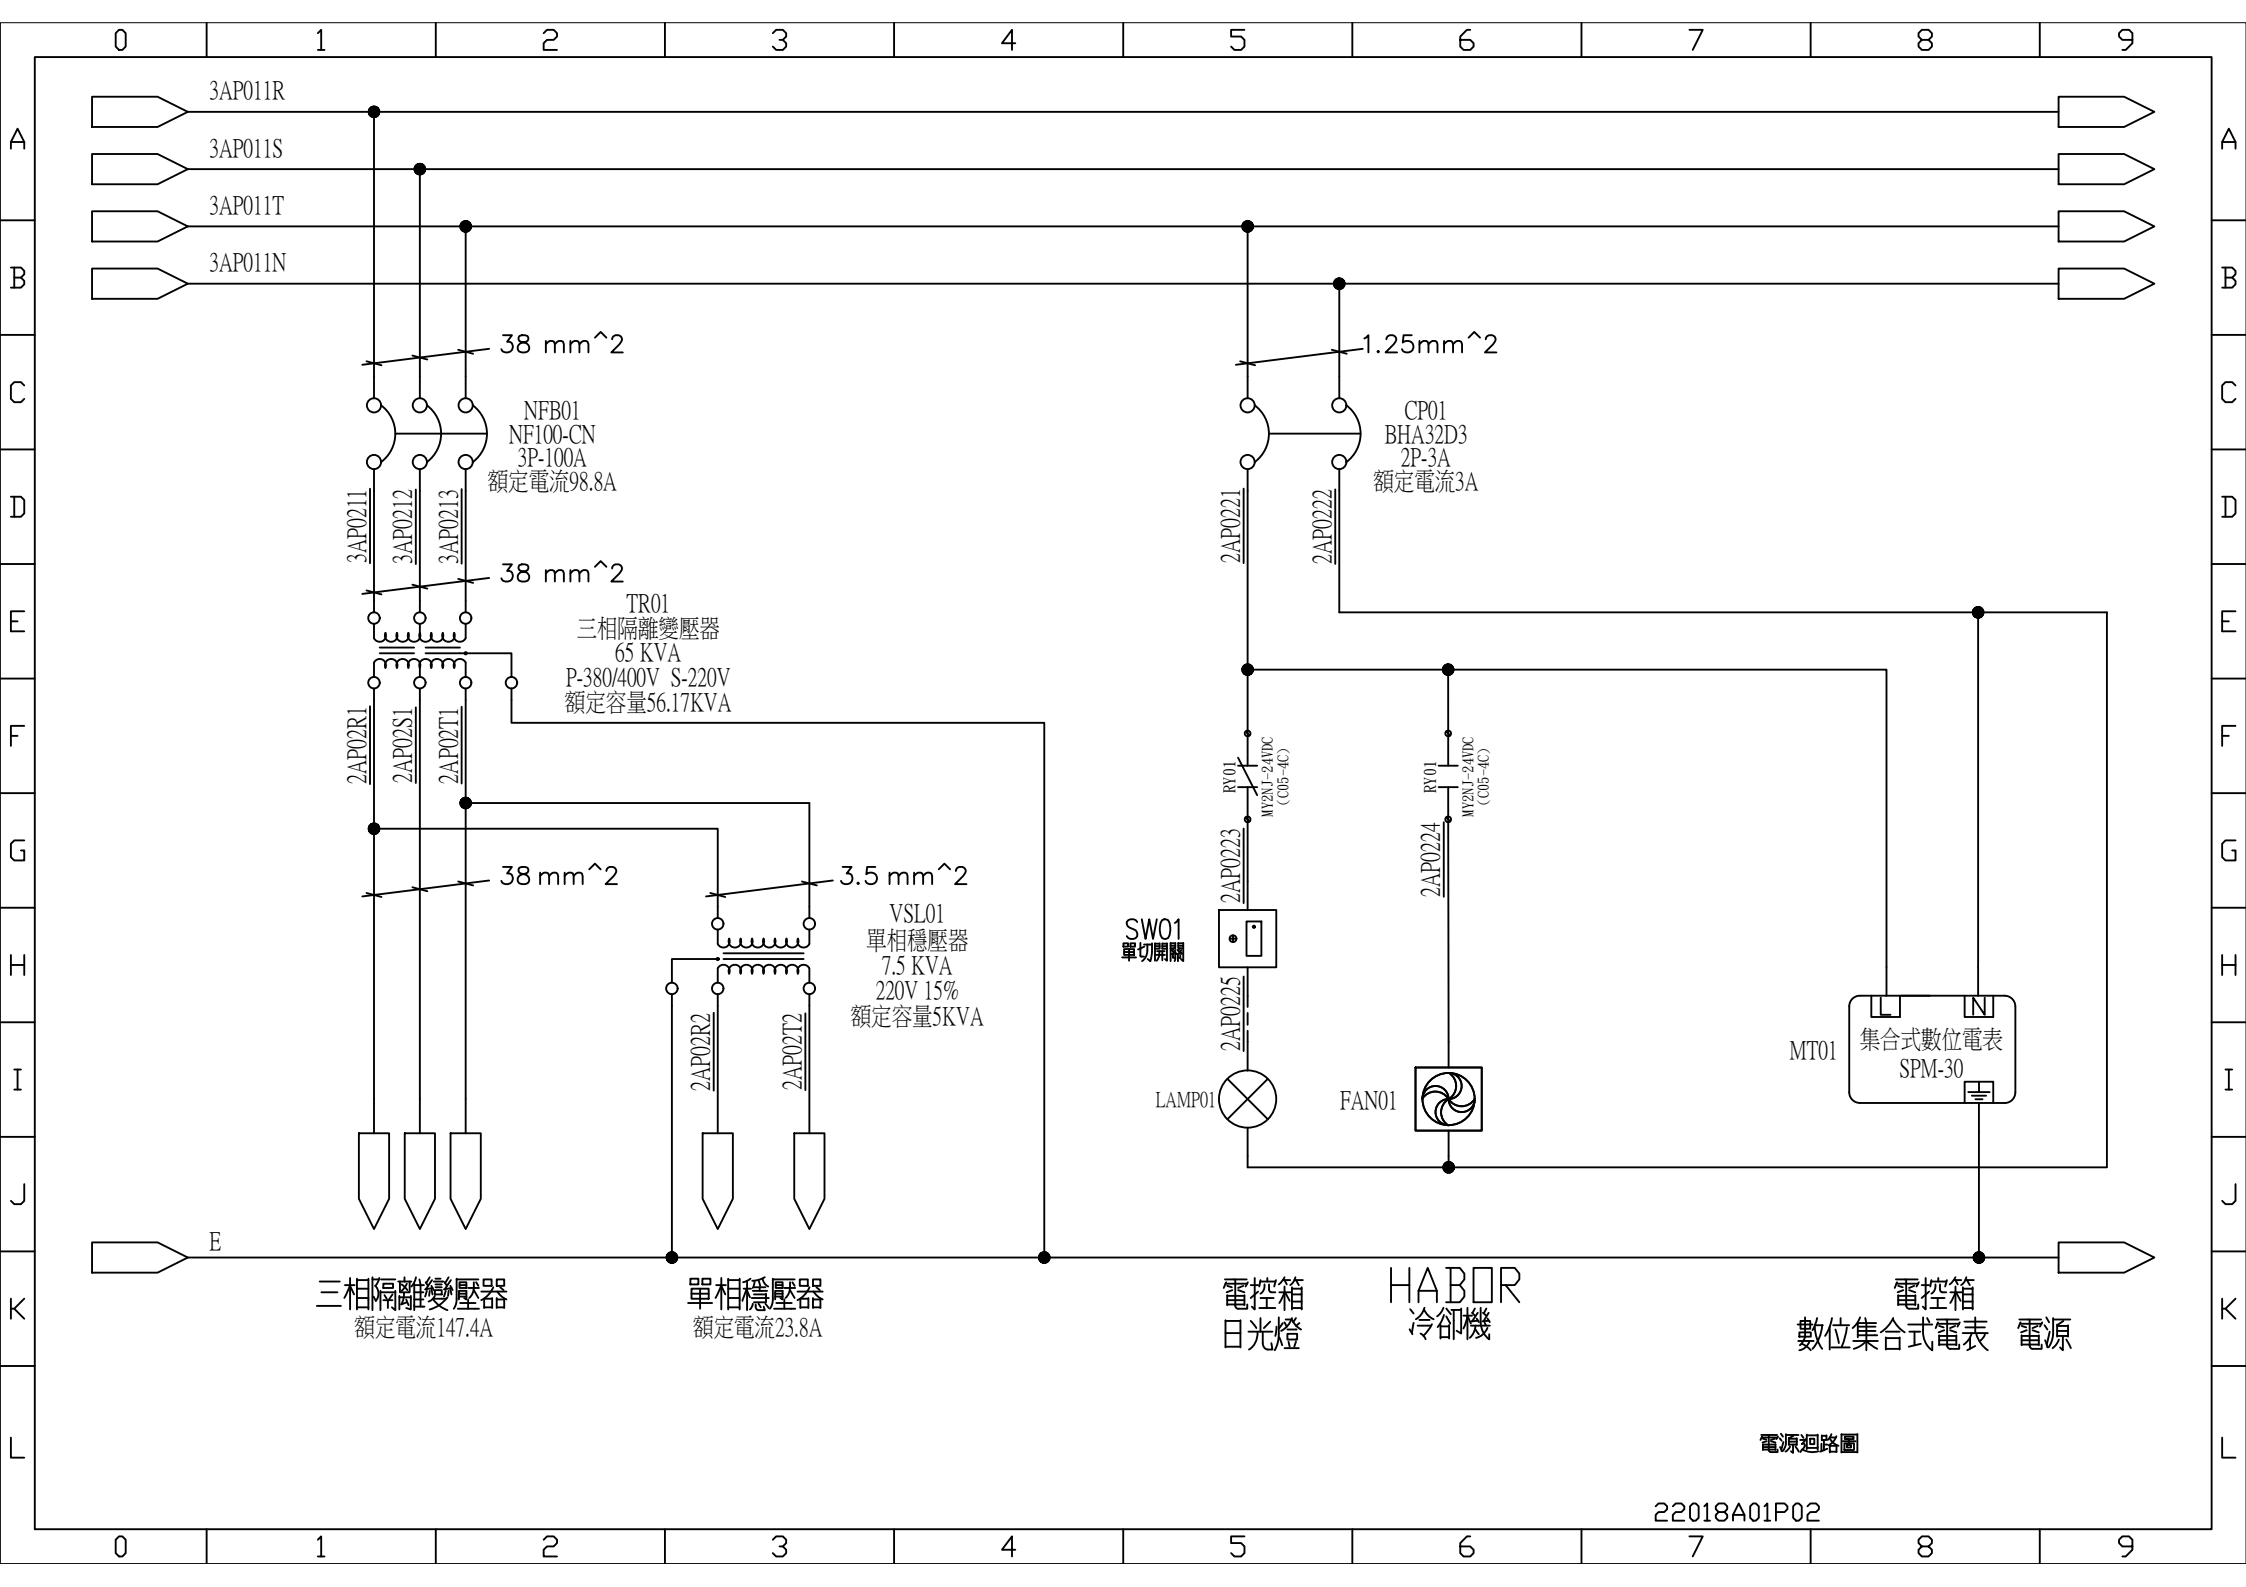 0 1 2 3 4 5 6 7 8 9
3AP011R
A A
3AP011S
3AP011T
3AP011N
B B
38 mm^2
1.25mm^2
C C
NFB01
NF100-CN
3P-100A
額定電流98.8A
CP01
BHA32D3
2P-3A
額定電流3A
D D
3AP0211
3AP0212
3AP0213
2AP0221
2AP0222
38 mm^2
E E
TR01
三相隔離變壓器
65 KVA
P-380/400V S-220V
額定容量56.17KVA
2AP02R1
2AP02S1
2AP02T1
F F
RY01
MY2NJ-24VDC
(C05-4C)
RY01
MY2NJ-24VDC
(C05-4C)
G G
2AP0223
2AP0224
38 mm^2
3.5 mm^2
VSL01
單相穩壓器
7.5 KVA
220V 15%
額定容量5KVA
SW01
單切開關
H H
2AP0225
2AP02R2
2AP02T2
L N
MT01
集合式數位電表
SPM-30
I I
LAMP01
FAN01
J J
E
三相隔離變壓器
額定電流147.4A
單相穩壓器
額定電流23.8A
電控箱
日光燈
HABOR
冷卻機
電控箱
數位集合式電表 電源
K K
L L
電源迴路圖
22018A01P02
0 1 2 3 4 5 6 7 8 9